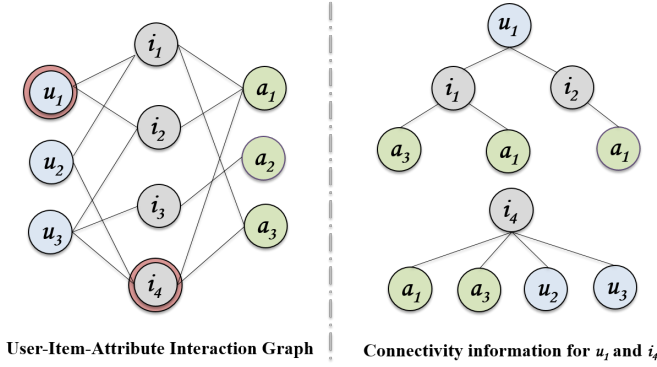 u1
u2
u3
i1
i2
i3
i4
a1
a2
a3
User-Item-Attribute Interaction Graph
u1
i1 i2
a3 a1 a1
i4
a1 a3 u2 u3
Connectivity information for u1 and i4